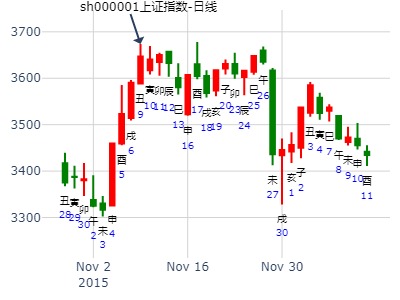 sh000001上证指数-日线
3700
3600
3500
3400
3300
丑 28
寅 29
卯 30
午 2
未 3
申 4
酉 5
戌 6
丑 9
寅 10
卯 11
辰 12
巳 13
申 16
酉 17
戌 18
亥 19
子 20
卯 23
辰 24
巳 25
午 26
未 27
戌 30
亥 1
子 2
丑 3
寅 4
巳 7
午 8
未 9
申 10
酉 11
Nov 2
2015
Nov 16
Nov 30